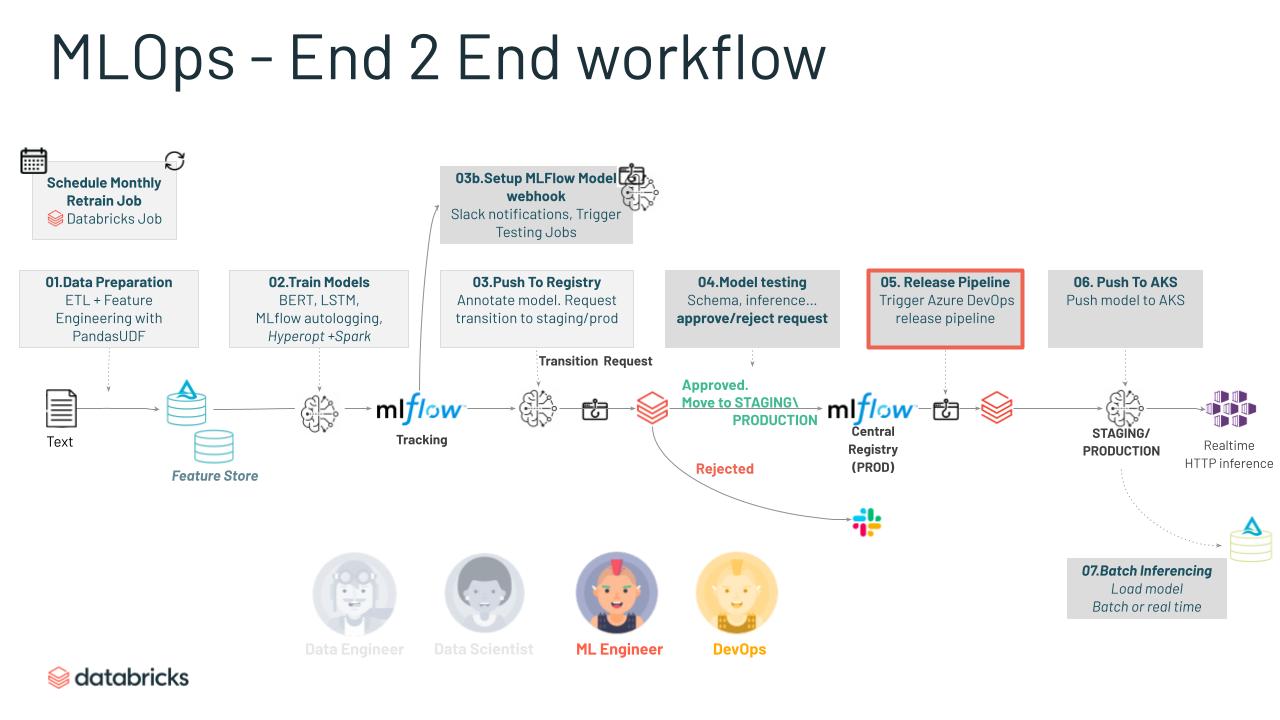 MLOps - End 2 End workflow
Schedule Monthly
Retrain Job
Databricks Job
03b.Setup MLFlow Model
webhook
Slack notifications, Trigger
Testing Jobs
01.Data Preparation
ETL + Feature
Engineering with
PandasUDF
02.Train Models
BERT, LSTM,
MLflow autologging,
Hyperopt +Spark
03.Push To Registry
Annotate model. Request
transition to staging/prod
04.Model testing
Schema, inference...
approve/reject request
05. Release Pipeline
Trigger Azure DevOps
release pipeline
06. Push To AKS
Push model to AKS
Transition Request
Text
Feature Store
mlflow
Tracking
Approved.
Move to STAGING\
PRODUCTION
Rejected
mlflow
Central
Registry
(PROD)
STAGING/
PRODUCTION
Realtime
HTTP inference
07.Batch Inferencing
Load model
Batch or real time
Data Engineer
Data Scientist
ML Engineer
DevOps
databricks